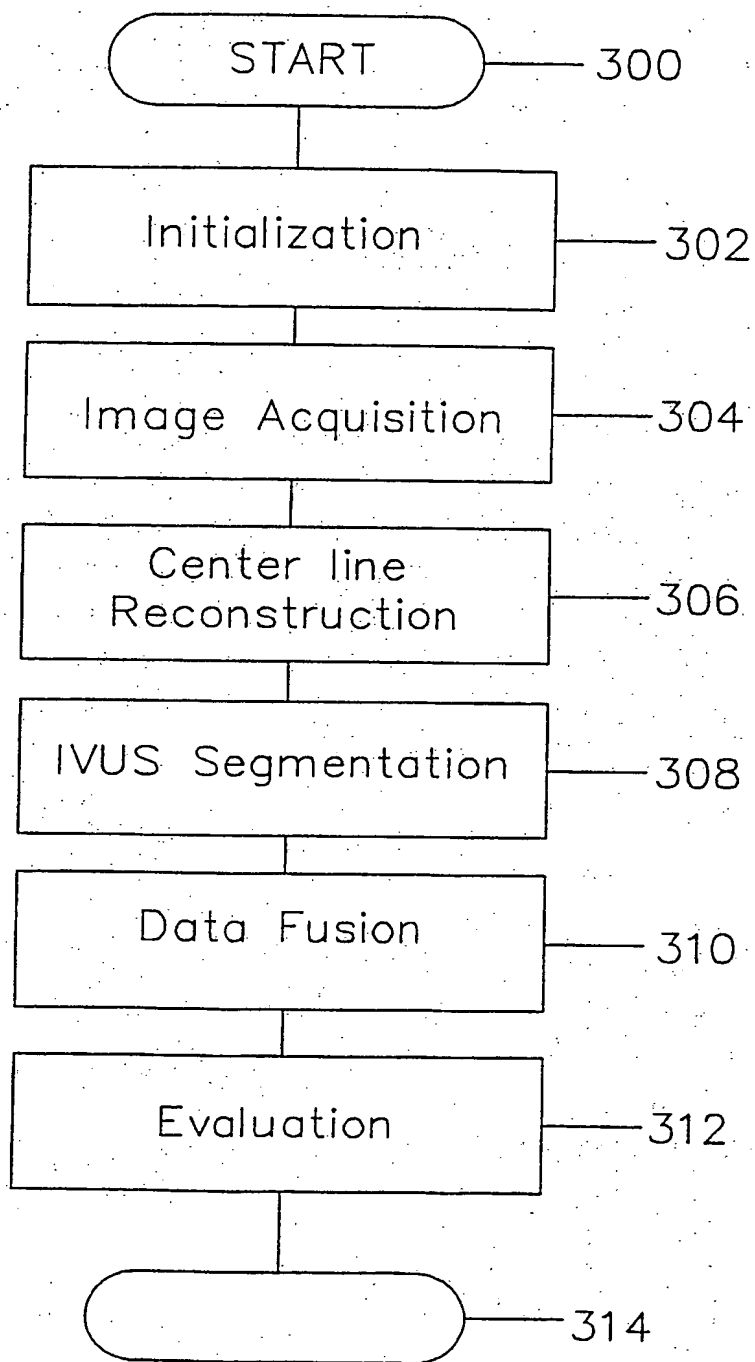 START 300
Initialization 302
Image Acquisition 304
Center line
Reconstruction 306
IVUS Segmentation 308
Data Fusion 310
Evaluation 312
314